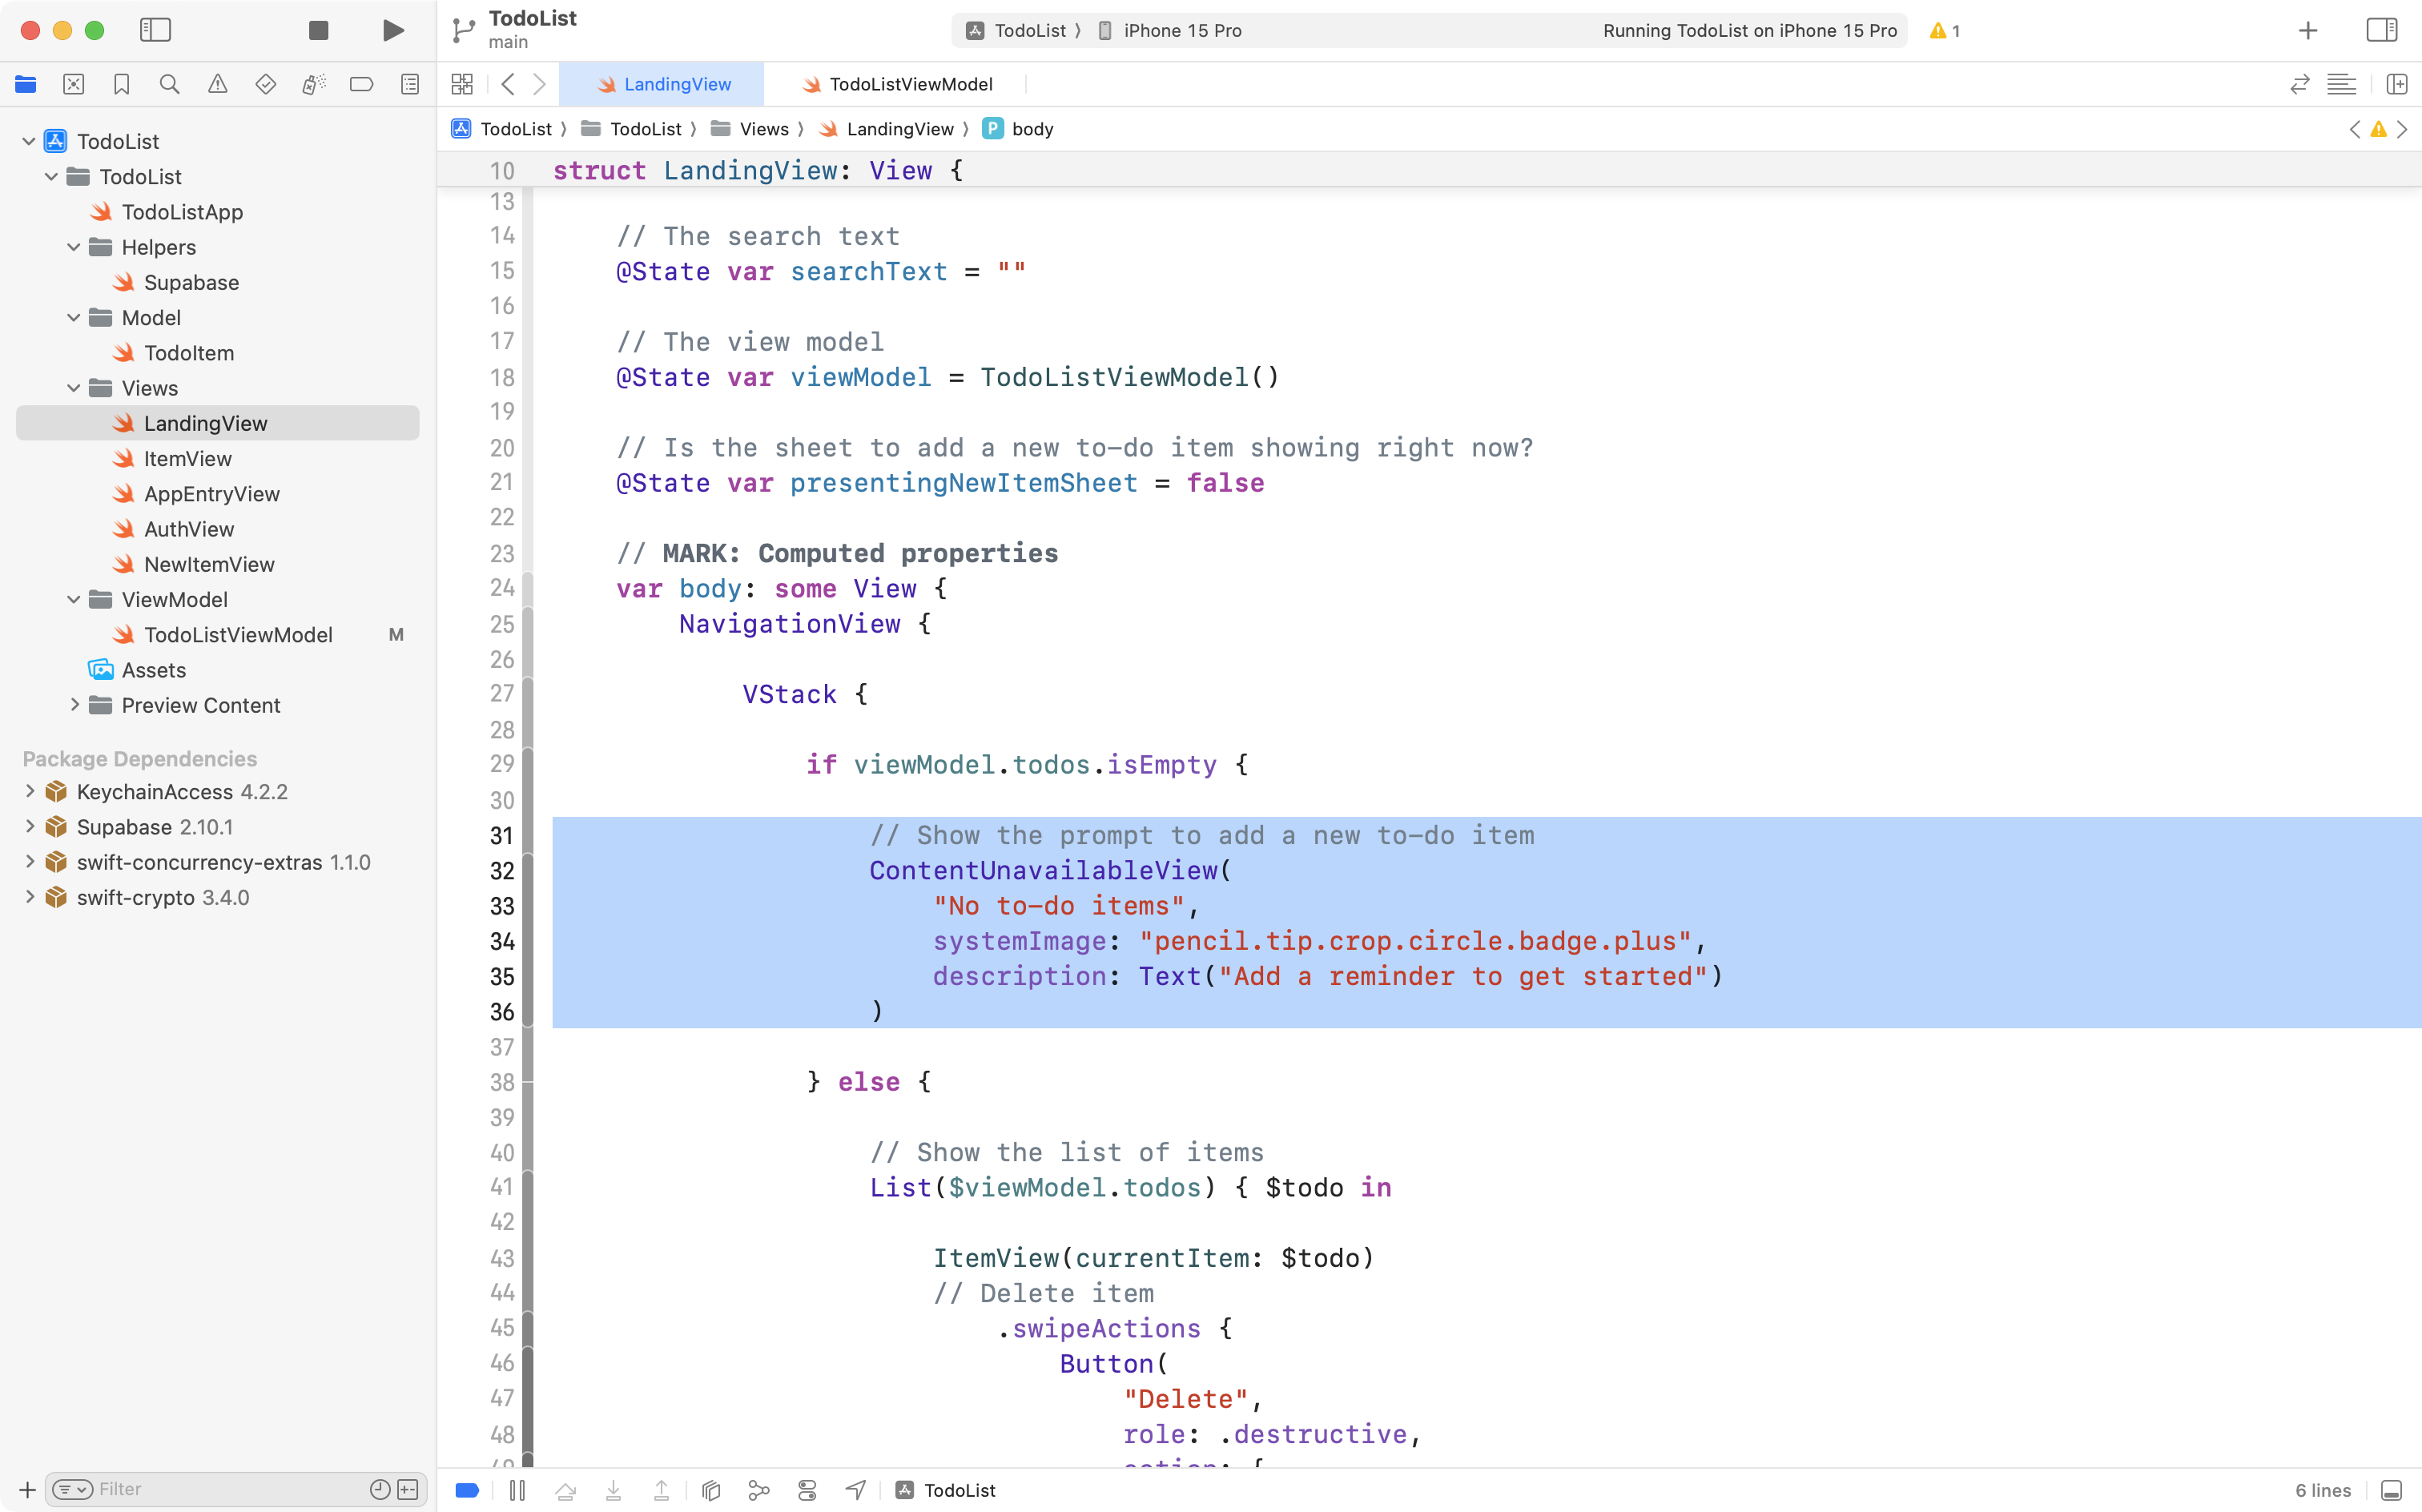 TodoList
main
TodoList 〉 iPhone 15 Pro
Running TodoList on iPhone 15 Pro
1
LandingView
TodoListViewModel
TodoList 〉 TodoList 〉 Views 〉 LandingView 〉 P body
TodoList
TodoList
TodoListApp
Helpers
Supabase
Model
TodoItem
Views
LandingView
ItemView
AppEntryView
AuthView
NewItemView
ViewModel
TodoListViewModel M
Assets
Preview Content
Package Dependencies
KeychainAccess 4.2.2
Supabase 2.10.1
swift-concurrency-extras 1.1.0
swift-crypto 3.4.0
Filter
10 struct LandingView: View {
13
14 // The search text
15 @State var searchText = ""
16
17 // The view model
18 @State var viewModel = TodoListViewModel()
19
20 // Is the sheet to add a new to-do item showing right now?
21 @State var presentingNewItemSheet = false
22
23 // MARK: Computed properties
24 var body: some View {
25 NavigationView {
26
27 VStack {
28
29 if viewModel.todos.isEmpty {
30
31 // Show the prompt to add a new to-do item
32 ContentUnavailableView(
33 "No to-do items",
34 systemImage: "pencil.tip.crop.circle.badge.plus",
35 description: Text("Add a reminder to get started")
36 )
37
38 } else {
39
40 // Show the list of items
41 List($viewModel.todos) { $todo in
42
43 ItemView(currentItem: $todo)
44 // Delete item
45 .swipeActions {
46 Button(
47 "Delete",
48 role: .destructive,
TodoList
6 lines